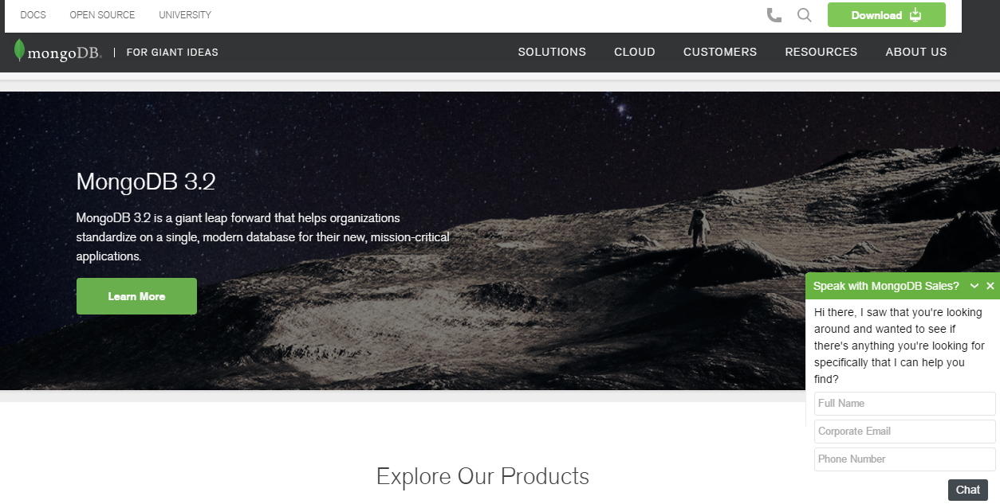 DOCS OPEN SOURCE UNIVERSITY Download
mongoDB. FOR GIANT IDEAS SOLUTIONS CLOUD CUSTOMERS RESOURCES ABOUT US
MongoDB 3.2
MongoDB 3.2 is a giant leap forward that helps organizations
standardize on a single, modern database for their new, mission-critical
applications.
Learn More
Speak with MongoDB Sales?
Hi there, I saw that you're looking
around and wanted to see if
there's anything you're looking for
specifically that I can help you
find?
Full Name
Corporate Email
Phone Number
Chat
Explore Our Products